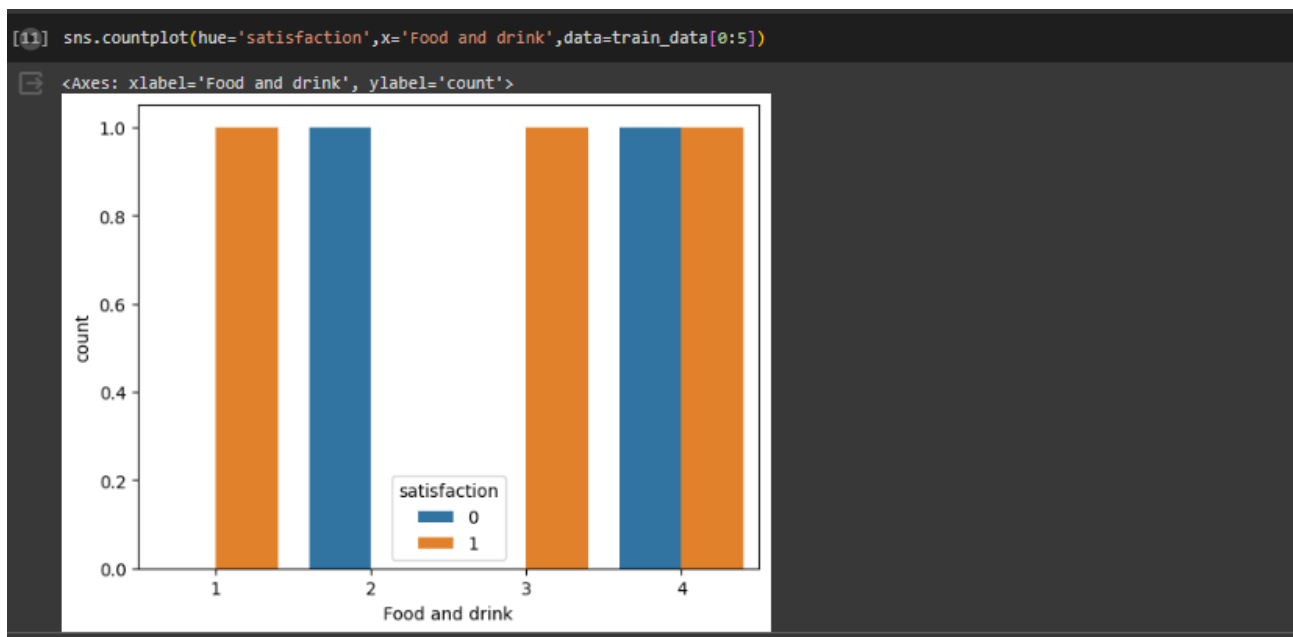 [11] sns.countplot(hue='satisfaction',x='Food and drink',data=train_data[0:5])
<Axes: xlabel='Food and drink', ylabel='count'>
1.0
0.8
0.6
0.4
0.2
0.0
count
satisfaction
0
1
1 2 3 4
Food and drink